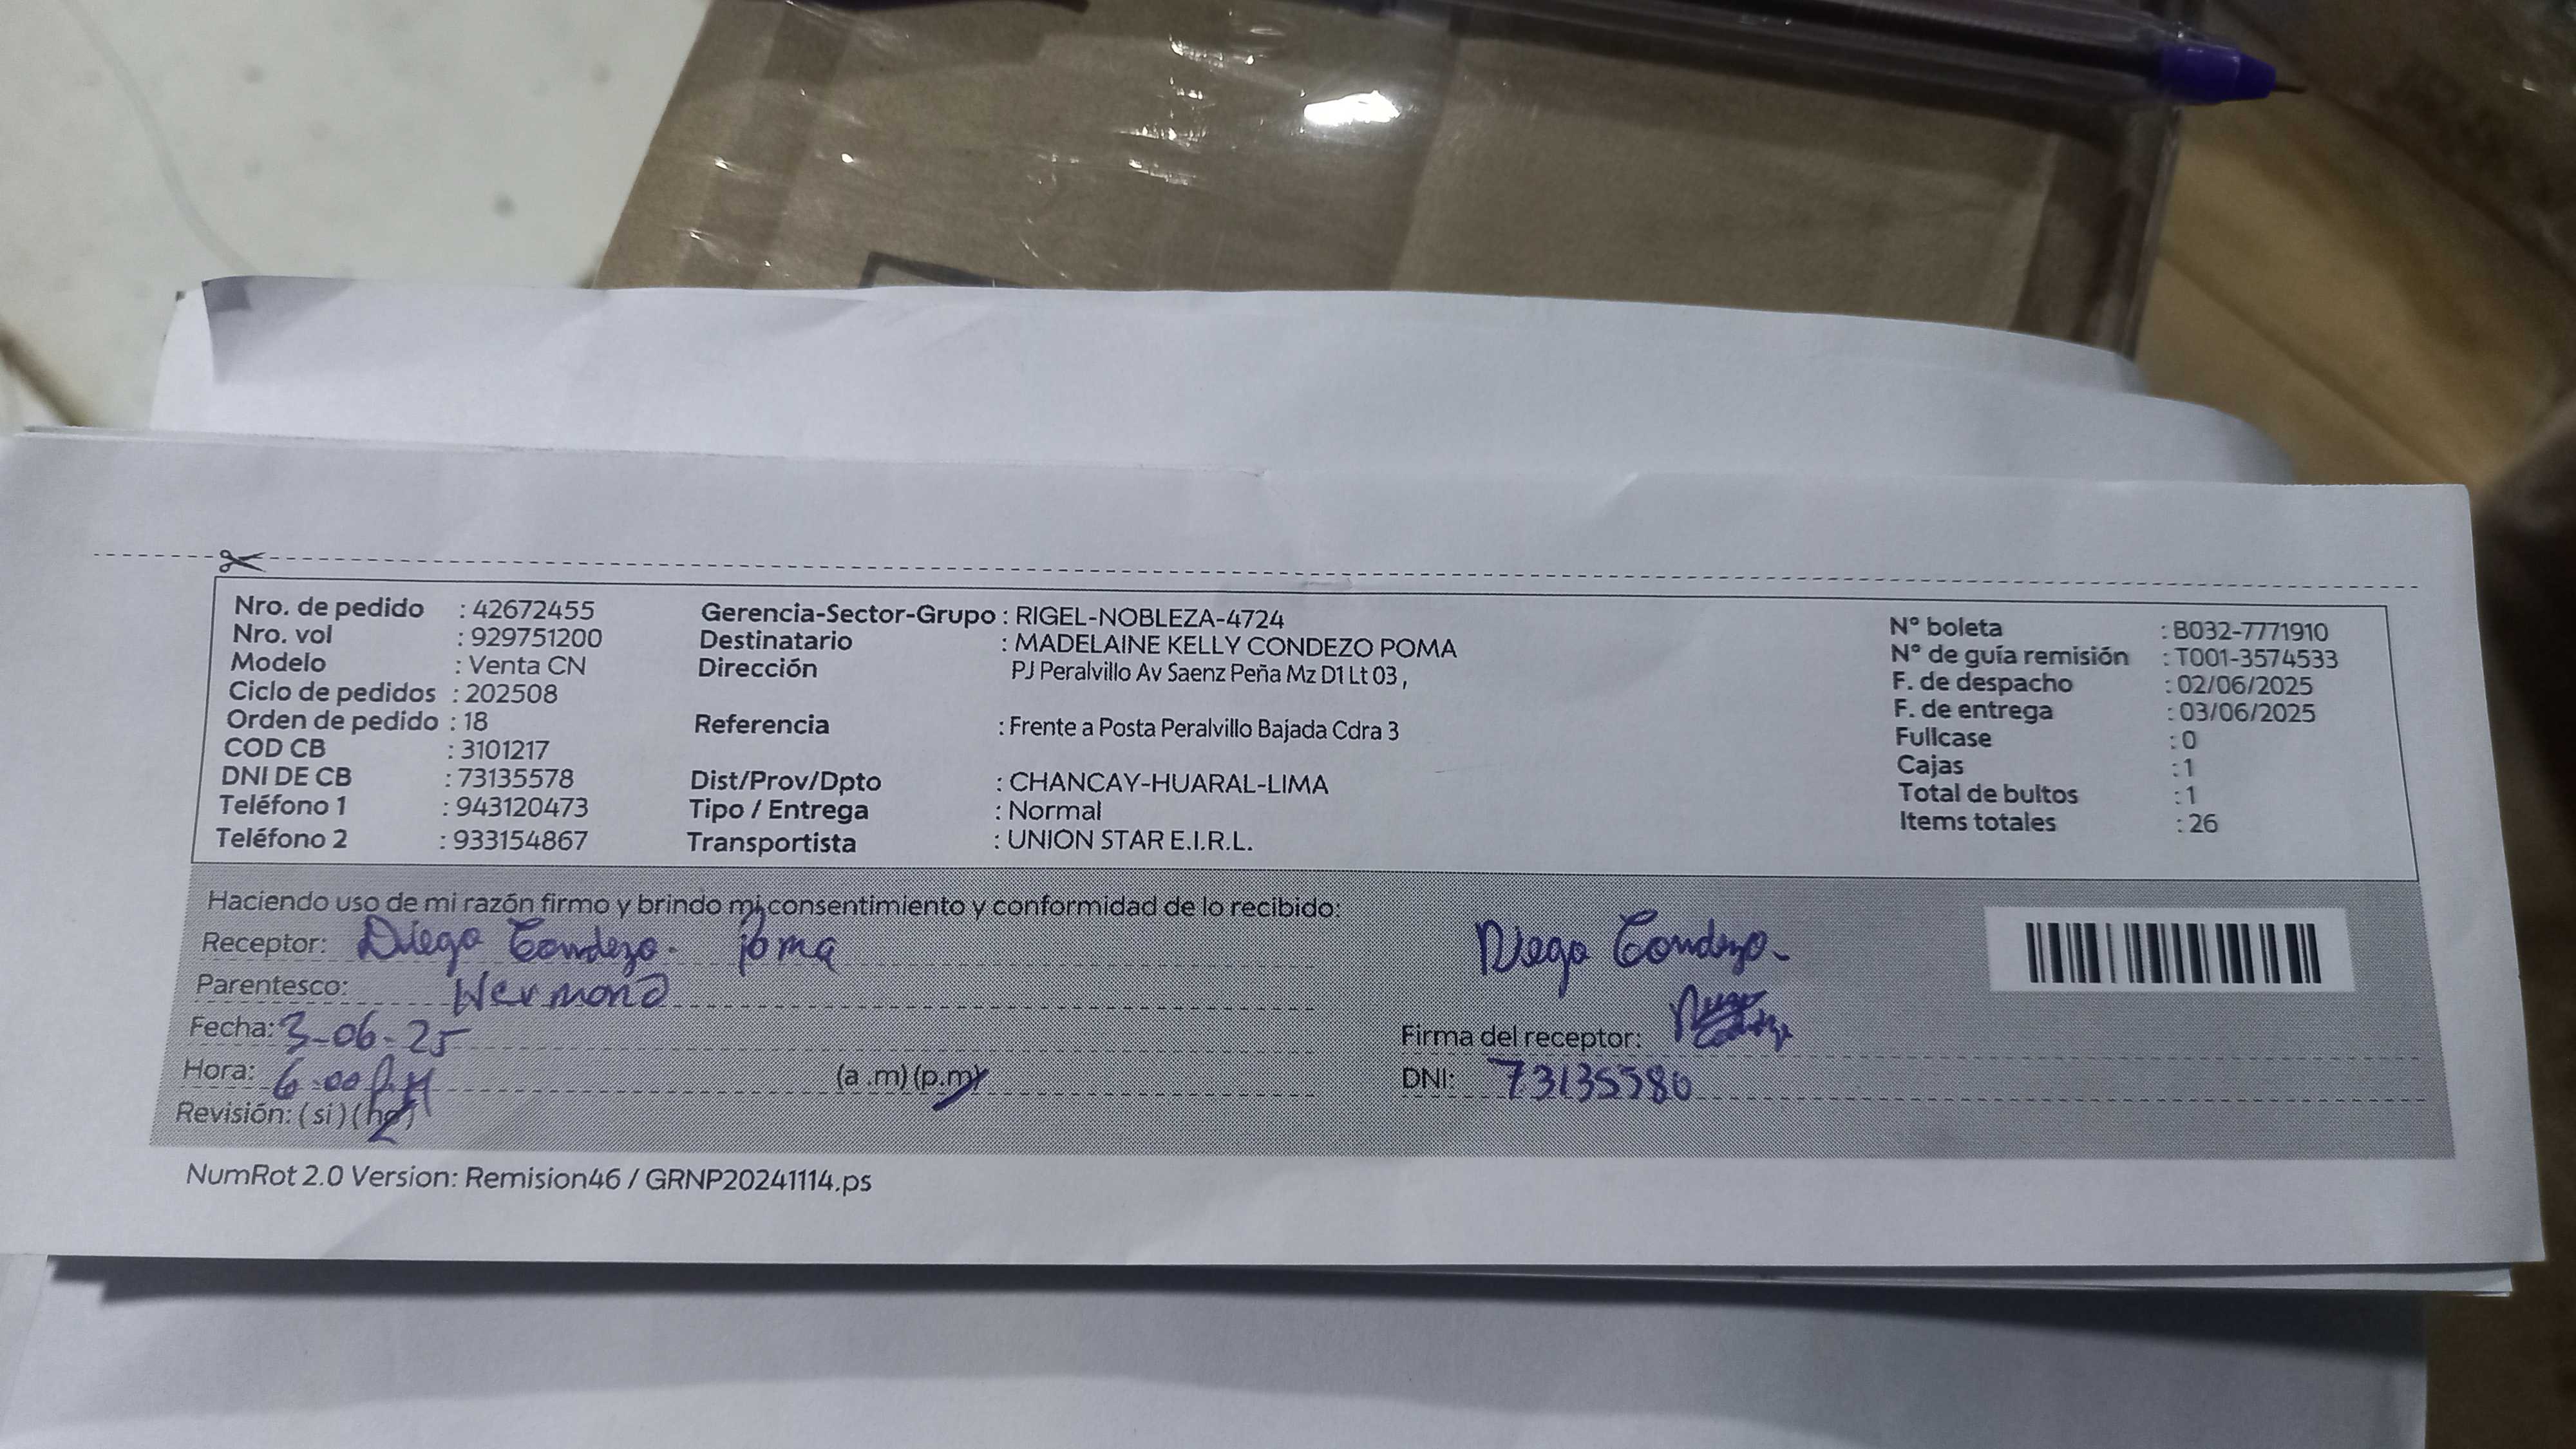 Nro. de pedido : 42672455
Nro. vol : 929751200
Modelo : Venta CN
Ciclo de pedidos : 202508
Orden de pedido : 18
COD CB : 3101217
DNI DE CB : 73135578
Teléfono 1 : 943120473
Teléfono 2 : 933154867
Gerencia-Sector-Grupo : RIGEL-NOBLEZA-4724
Destinatario : MADELAINE KELLY CONDEZO POMA
Dirección PJ Peralvillo Av Saenz Peña Mz D1 Lt 03 ,
Referencia : Frente a Posta Peralvillo Bajada Cdra 3
Dist/Prov/Dpto : CHANCAY-HUARAL-LIMA
Tipo / Entrega : Normal
Transportista : UNION STAR E.I.R.L.
N° boleta : B032-7771910
N° de guía remisión : T001-3574533
F. de despacho : 02/06/2025
F. de entrega : 03/06/2025
Fullcase : 0
Cajas : 1
Total de bultos : 1
Items totales : 26
Haciendo uso de mi razón firmo y brindo mi consentimiento y conformidad de lo recibido:
Receptor: Diego Condezo. Poma
Parentesco: Hermono
Fecha: 3-06-25
Hora: 6:00 P.M (a .m) (p.m)
Revisión: ( si ) ( no )
Diego Condezo.
Firma del receptor:
DNI: 73135580
NumRot 2.0 Version: Remision46 / GRNP20241114.ps